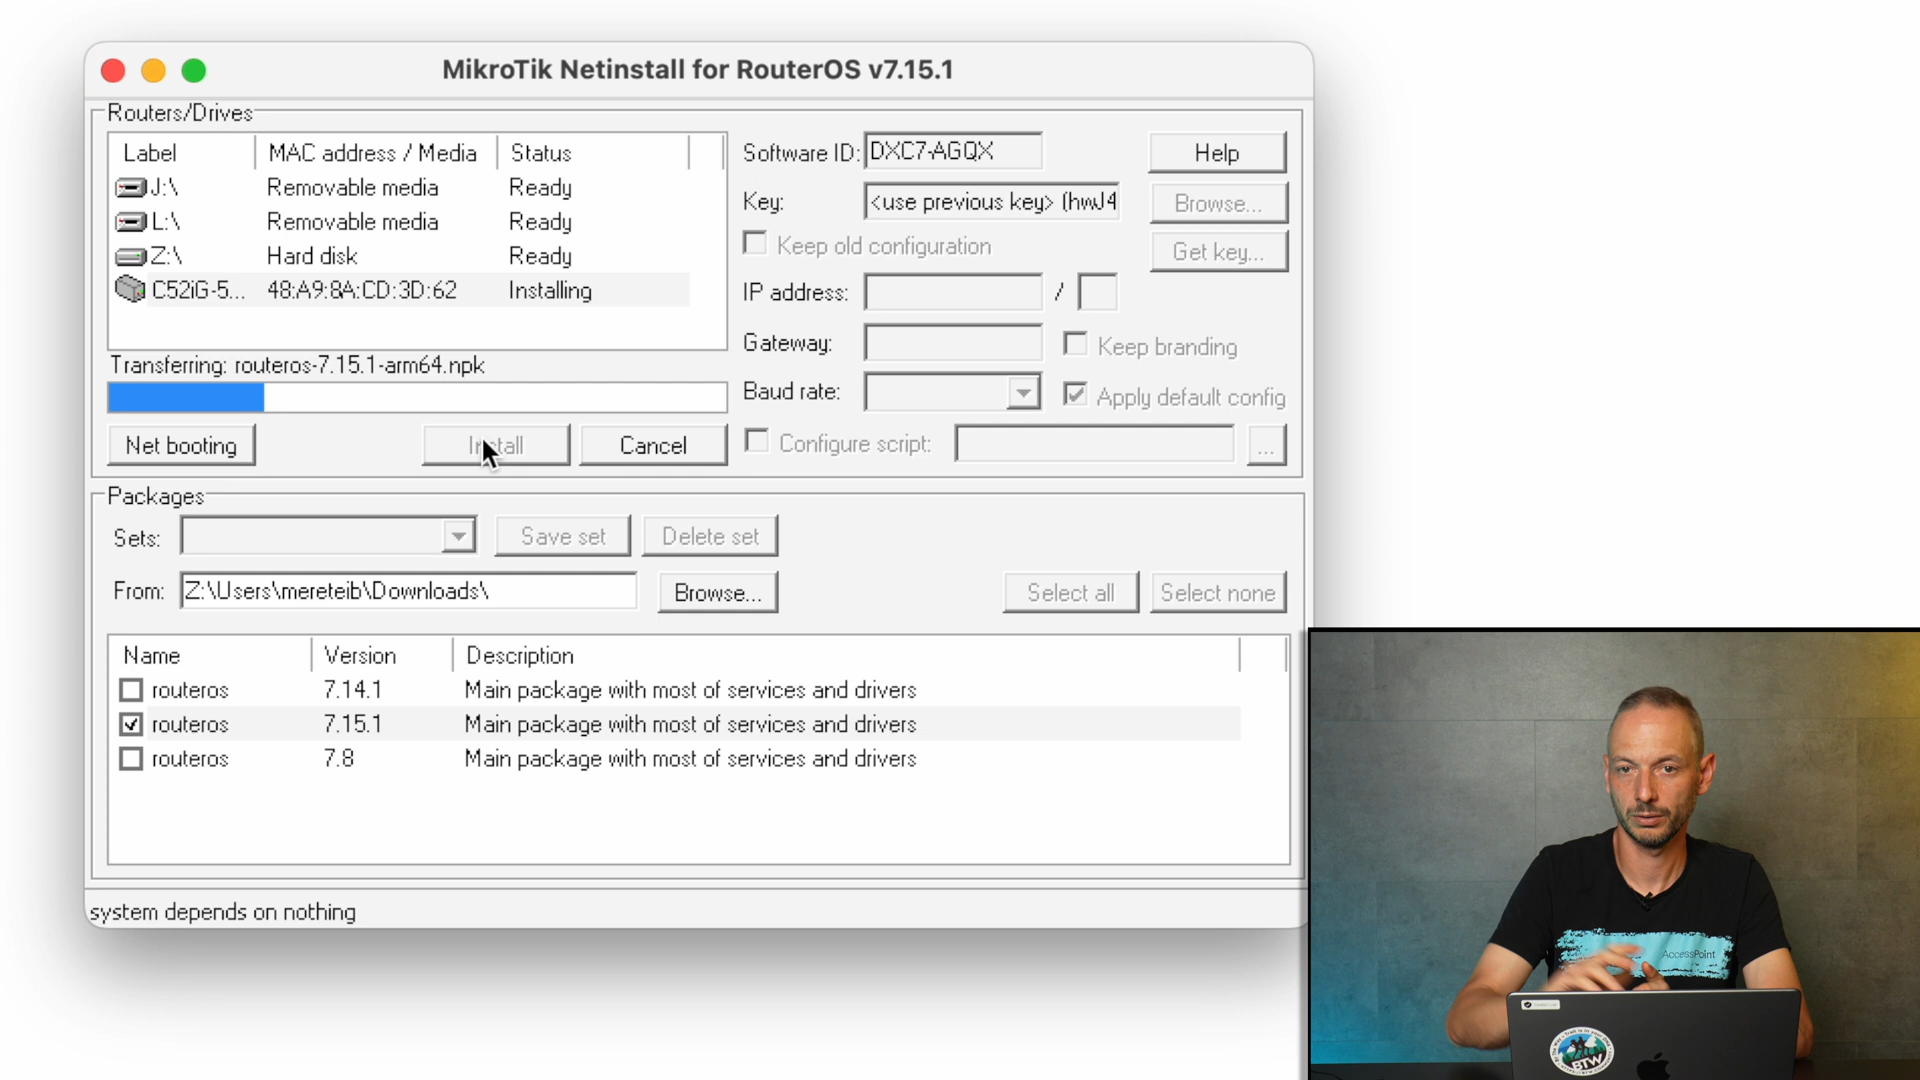 MikroTik Netinstall for RouterOS v7.15.1
Routers/Drives
Label MAC address / Media Status
J:\ Removable media Ready
L:\ Removable media Ready
Z:\ Hard disk Ready
C52iG-5... 48:A9:8A:CD:3D:62 Installing
Transferring: routeros-7.15.1-arm64.npk
Net booting Install Cancel
Software ID: DXC7-AGQX Help
Key: <use previous key> (hwJ4 Browse...
Keep old configuration Get key...
IP address: /
Gateway: Keep branding
Baud rate: Apply default config
Configure script: ...
Packages
Sets: Save set Delete set
From: Z:\Users\mereteib\Downloads\ Browse... Select all Select none
Name Version Description
routeros 7.14.1 Main package with most of services and drivers
routeros 7.15.1 Main package with most of services and drivers
routeros 7.8 Main package with most of services and drivers
system depends on nothing
AccessPoint
BTW